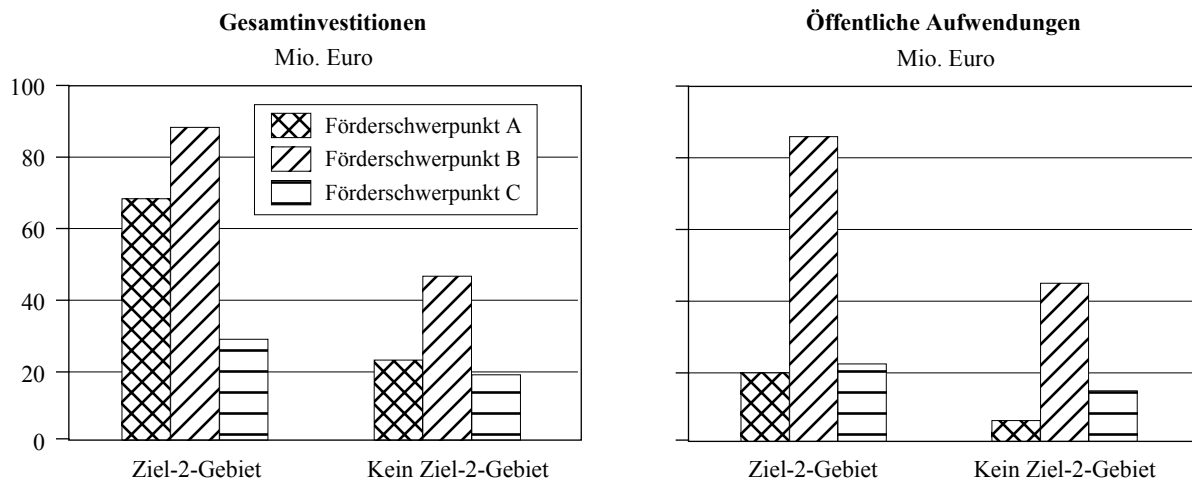 Gesamtinvestitionen
Mio. Euro
100
80
60
40
20
0
Förderschwerpunkt A
Förderschwerpunkt B
Förderschwerpunkt C
Ziel-2-Gebiet
Kein Ziel-2-Gebiet
Öffentliche Aufwendungen
Mio. Euro
Ziel-2-Gebiet
Kein Ziel-2-Gebiet